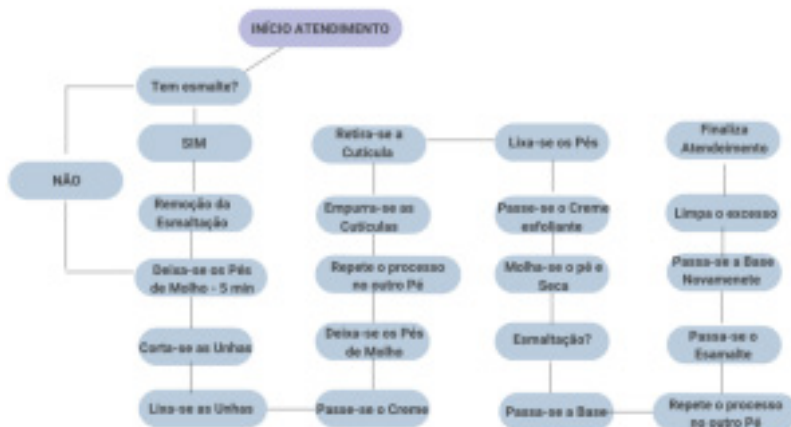 INÍCIO ATENDIMENTO
Tem esmalte?
SIM
NÃO
Remoção da
Esmaltação
Deixa-se os Pés
de Molho - 5 min
Corta-se as Unhas
Lixa-se as Unhas
Passe-se o Creme
Deixa-se os Pés
de Molho
Repete o processo
no outro Pé
Empurra-se as
Cutículas
Retira-se a
Cutícula
Lixa-se os Pés
Passe-se o Creme
esfoliante
Molha-se o pé e
Seca
Esmaltação?
Passa-se a Base
Repete o processo
no outro Pé
Passa-se o
Esamalte
Passa-se a Base
Novamenete
Limpa o excesso
Finaliza
Atendeimento